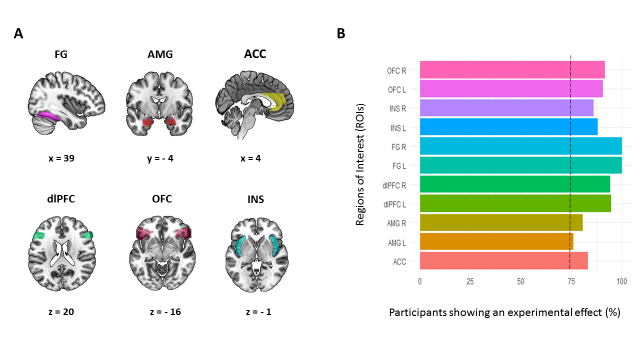 A
FG
AMG
ACC
x = 39
y = - 4
x = 4
dlPFC
OFC
INS
z = 20
z = - 16
z = - 1
B
Regions of Interest (ROIs)
OFC R
OFC L
INS R
INS L
FG R
FG L
dlPFC R
dlPFC L
AMG R
AMG L
ACC
0
25
50
75
100
Participants showing an experimental effect (%)